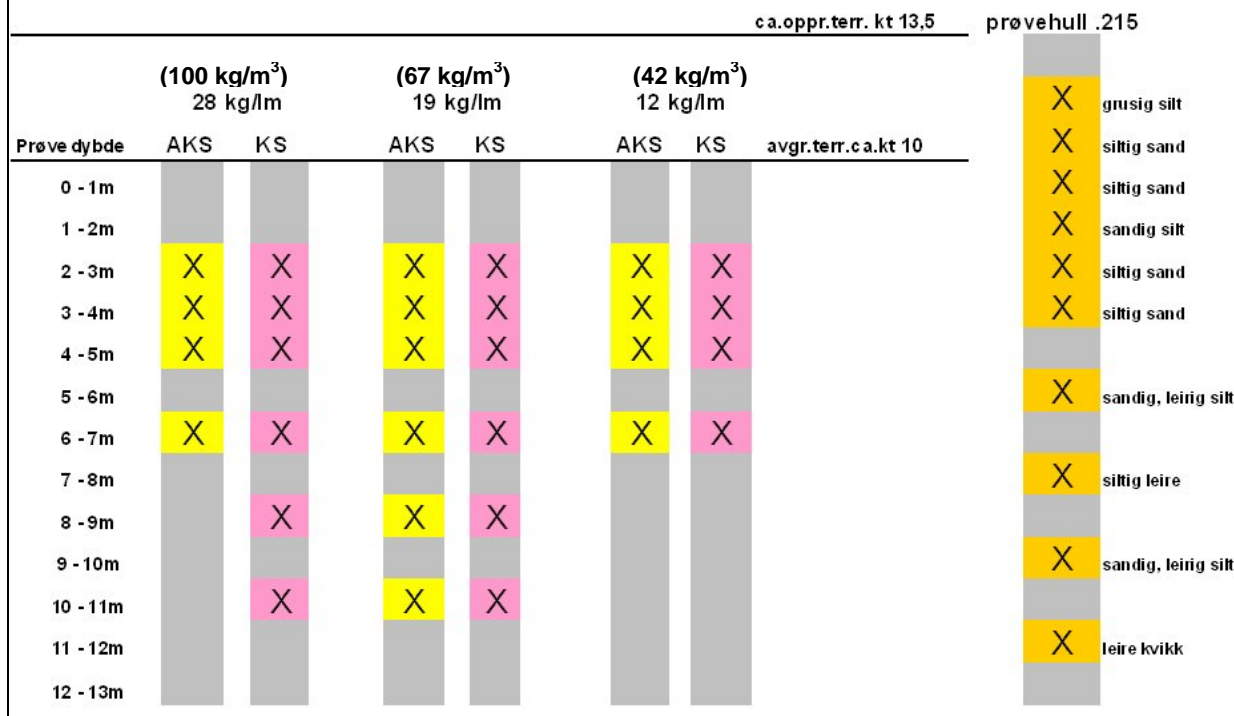 ca.oppr.terr. kt 13,5 prøvehull .215
(100 kg/m³) (67 kg/m³) (42 kg/m³)
28 kg/lm 19 kg/lm 12 kg/lm
X grusig silt
Prøve dybde AKS KS AKS KS AKS KS avgr.terr.ca.kt 10 X siltig sand
0 - 1m X siltig sand
1 - 2m X sandig silt
2 - 3m X X X X X X X siltig sand
3 - 4m X X X X X X X siltig sand
4 - 5m X X X X X X
5 - 6m X sandig, leirig silt
6 - 7m X X X X X X
7 - 8m X siltig leire
8 - 9m X X X
9 - 10m X sandig, leirig silt
10 - 11m X X X
11 - 12m X leire kvikk
12 - 13m